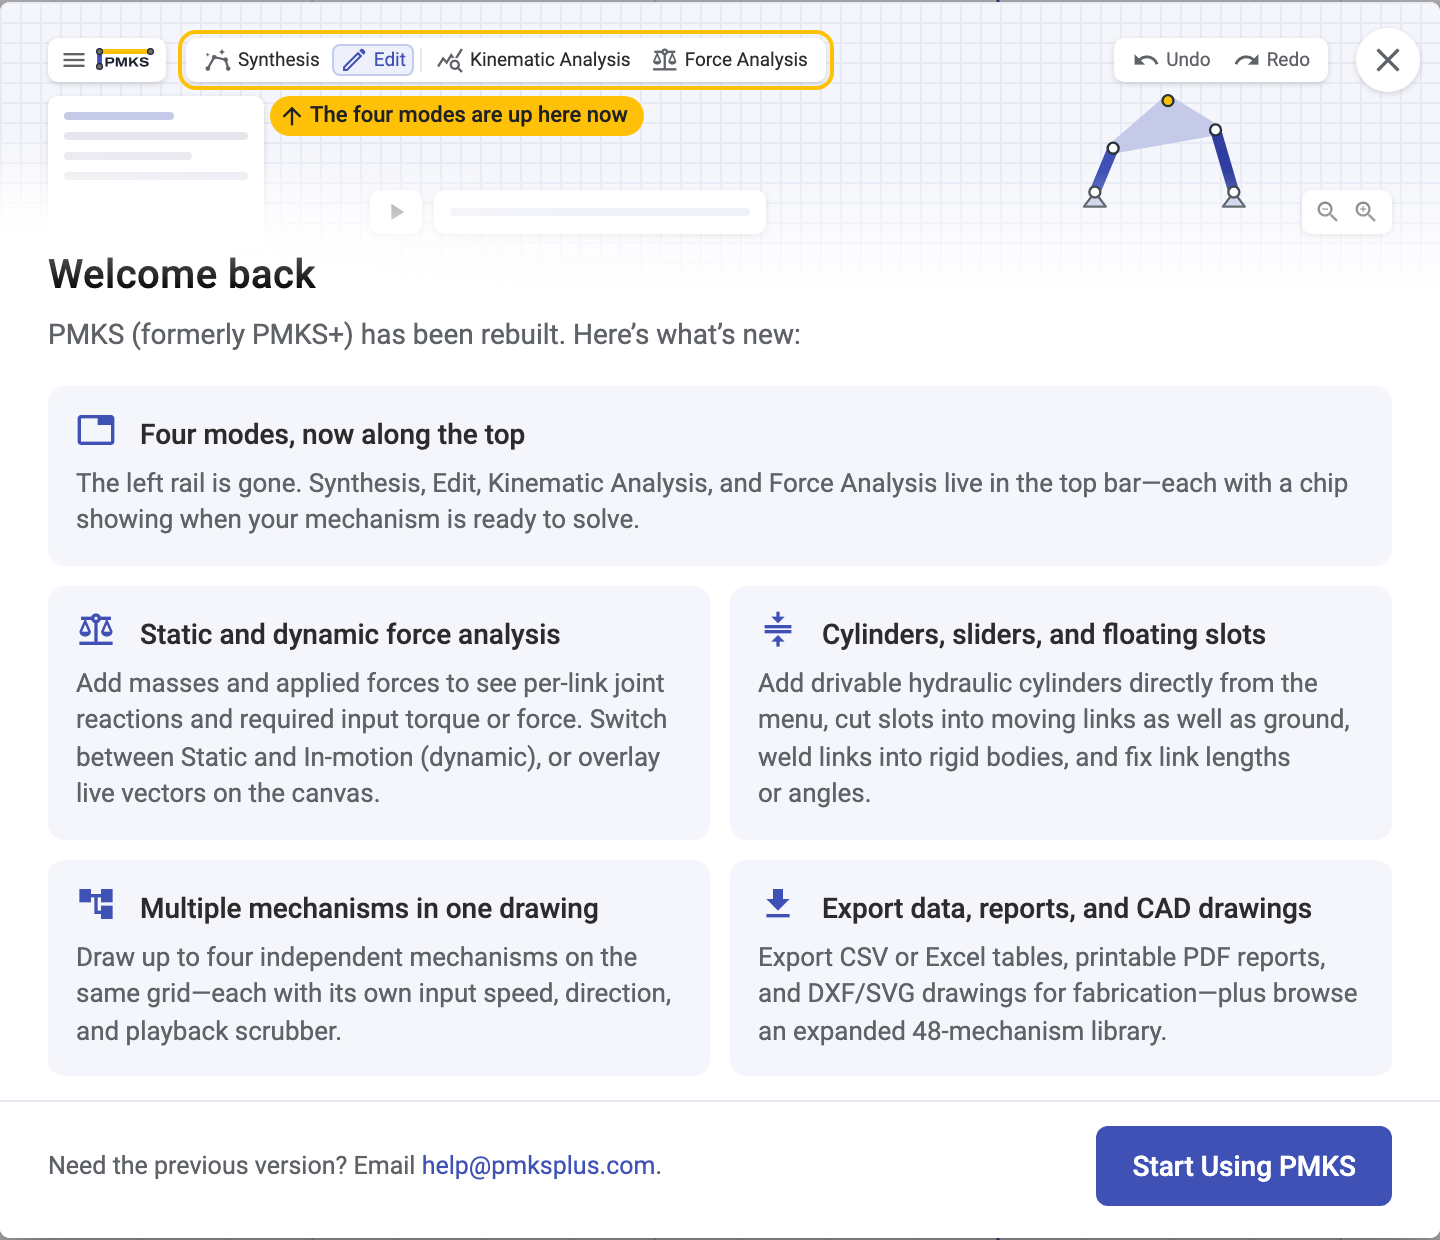 PMKS
Synthesis
Edit
Kinematic Analysis
Force Analysis
Undo
Redo
The four modes are up here now
Welcome back
PMKS (formerly PMKS+) has been rebuilt. Here’s what’s new:
Four modes, now along the top
The left rail is gone. Synthesis, Edit, Kinematic Analysis, and Force Analysis live in the top bar—each with a chip
showing when your mechanism is ready to solve.
Static and dynamic force analysis
Add masses and applied forces to see per-link joint
reactions and required input torque or force. Switch
between Static and In-motion (dynamic), or overlay
live vectors on the canvas.
Cylinders, sliders, and floating slots
Add drivable hydraulic cylinders directly from the
menu, cut slots into moving links as well as ground,
weld links into rigid bodies, and fix link lengths
or angles.
Multiple mechanisms in one drawing
Draw up to four independent mechanisms on the
same grid—each with its own input speed, direction,
and playback scrubber.
Export data, reports, and CAD drawings
Export CSV or Excel tables, printable PDF reports,
and DXF/SVG drawings for fabrication—plus browse
an expanded 48-mechanism library.
Need the previous version? Email help@pmksplus.com.
Start Using PMKS